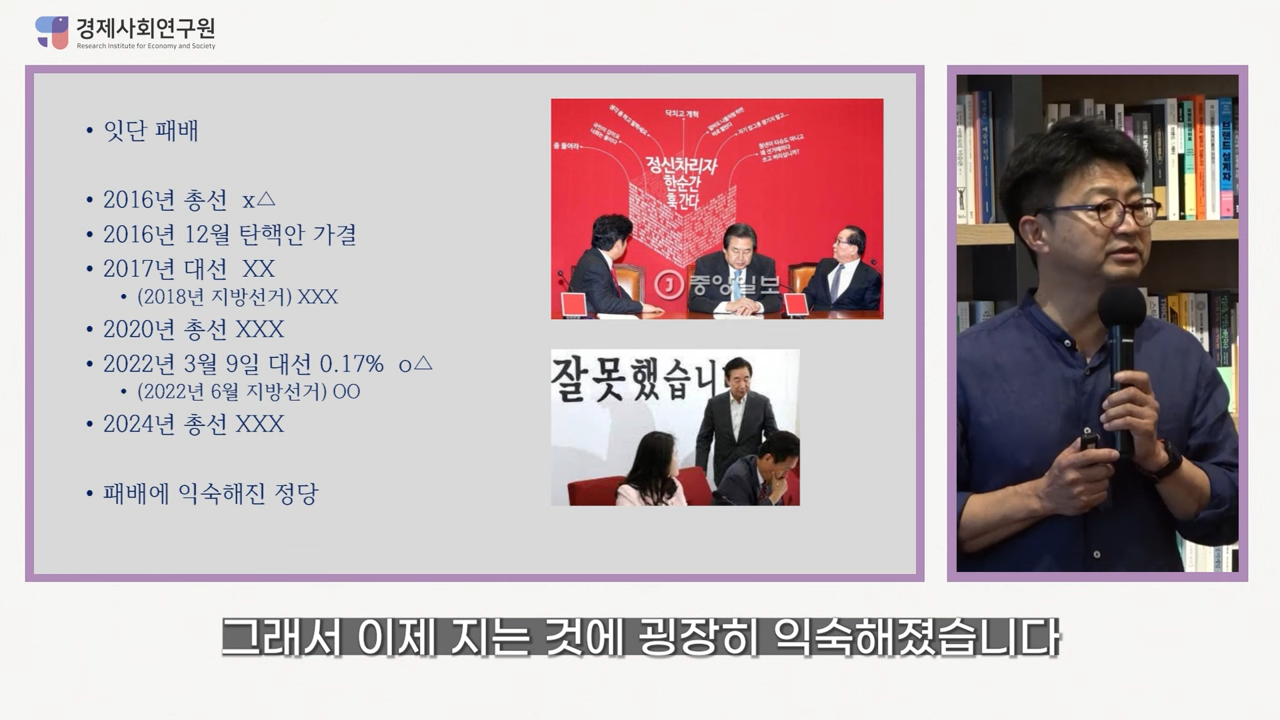 경제사회연구원
Research Institute for Economy and Society
• 잇단 패배
• 2016년 총선 x△
• 2016년 12월 탄핵안 가결
• 2017년 대선 XX
• (2018년 지방선거) XXX
• 2020년 총선 XXX
• 2022년 3월 9일 대선 0.17% o△
• (2022년 6월 지방선거) OO
• 2024년 총선 XXX
• 패배에 익숙해진 정당
닥치고 개혁
정신차리자
한순간
훅간다
J 중앙일보
잘못했습니
브랜드 설계자
그래서 이제 지는 것에 굉장히 익숙해졌습니다